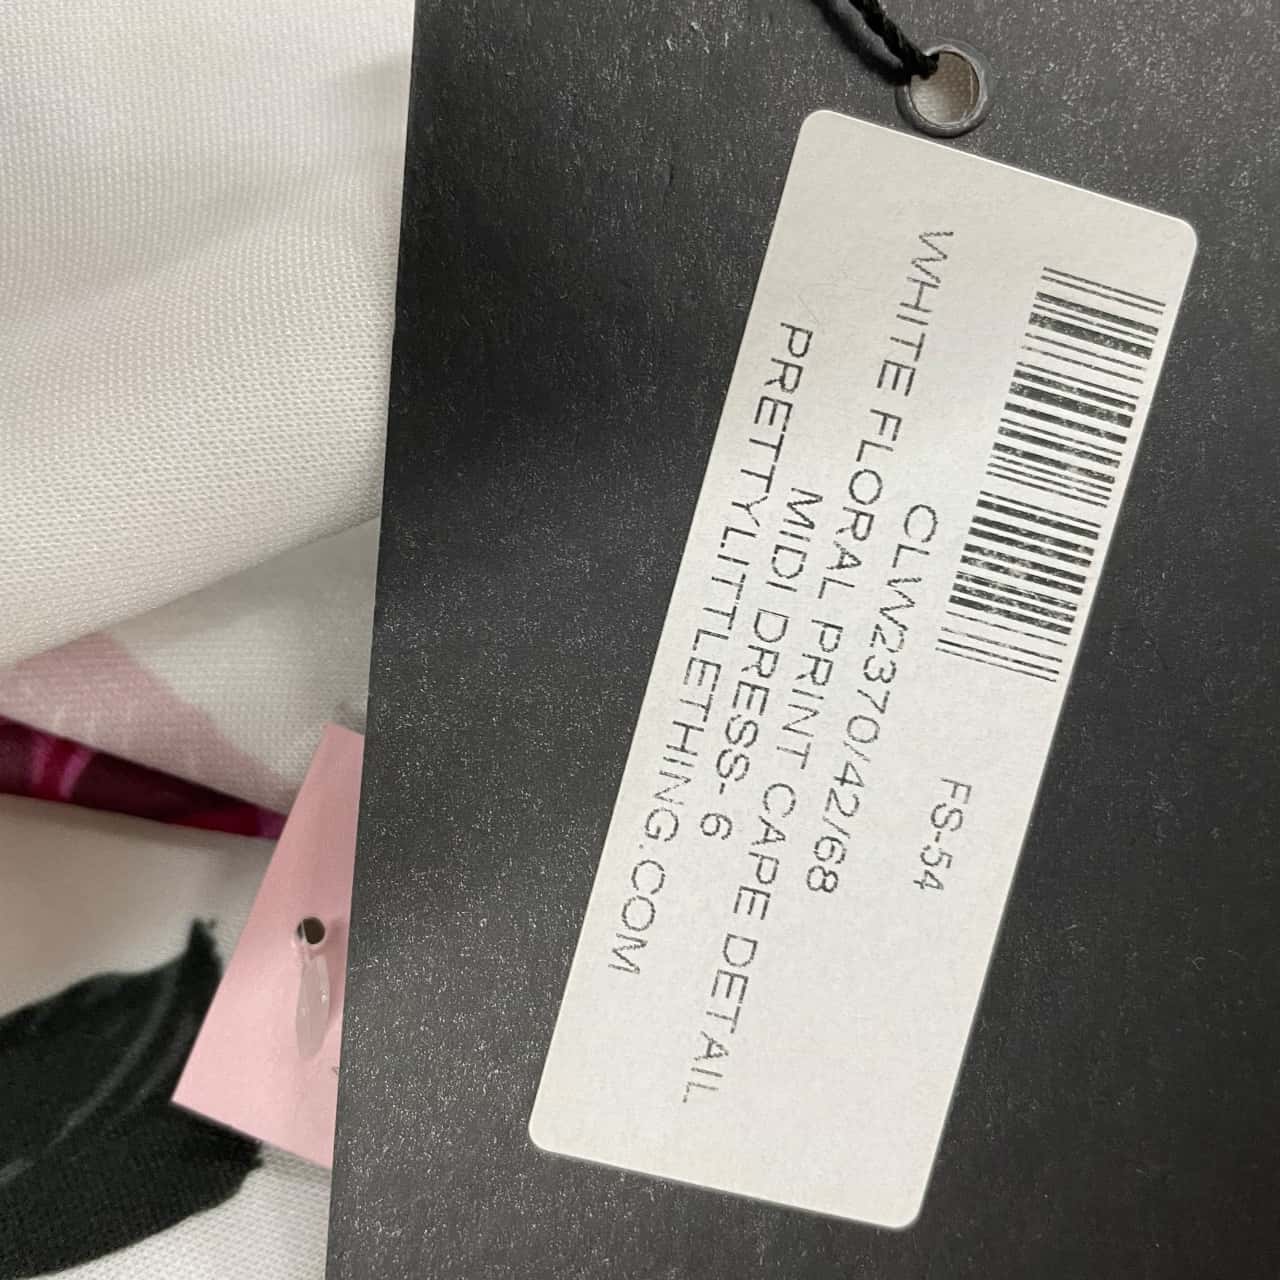 FS-54
CLW2370/42/68
WHITE FLORAL PRINT CAPE DETAIL
MIDI DRESS- 6
PRETTYLITTLETHING.COM